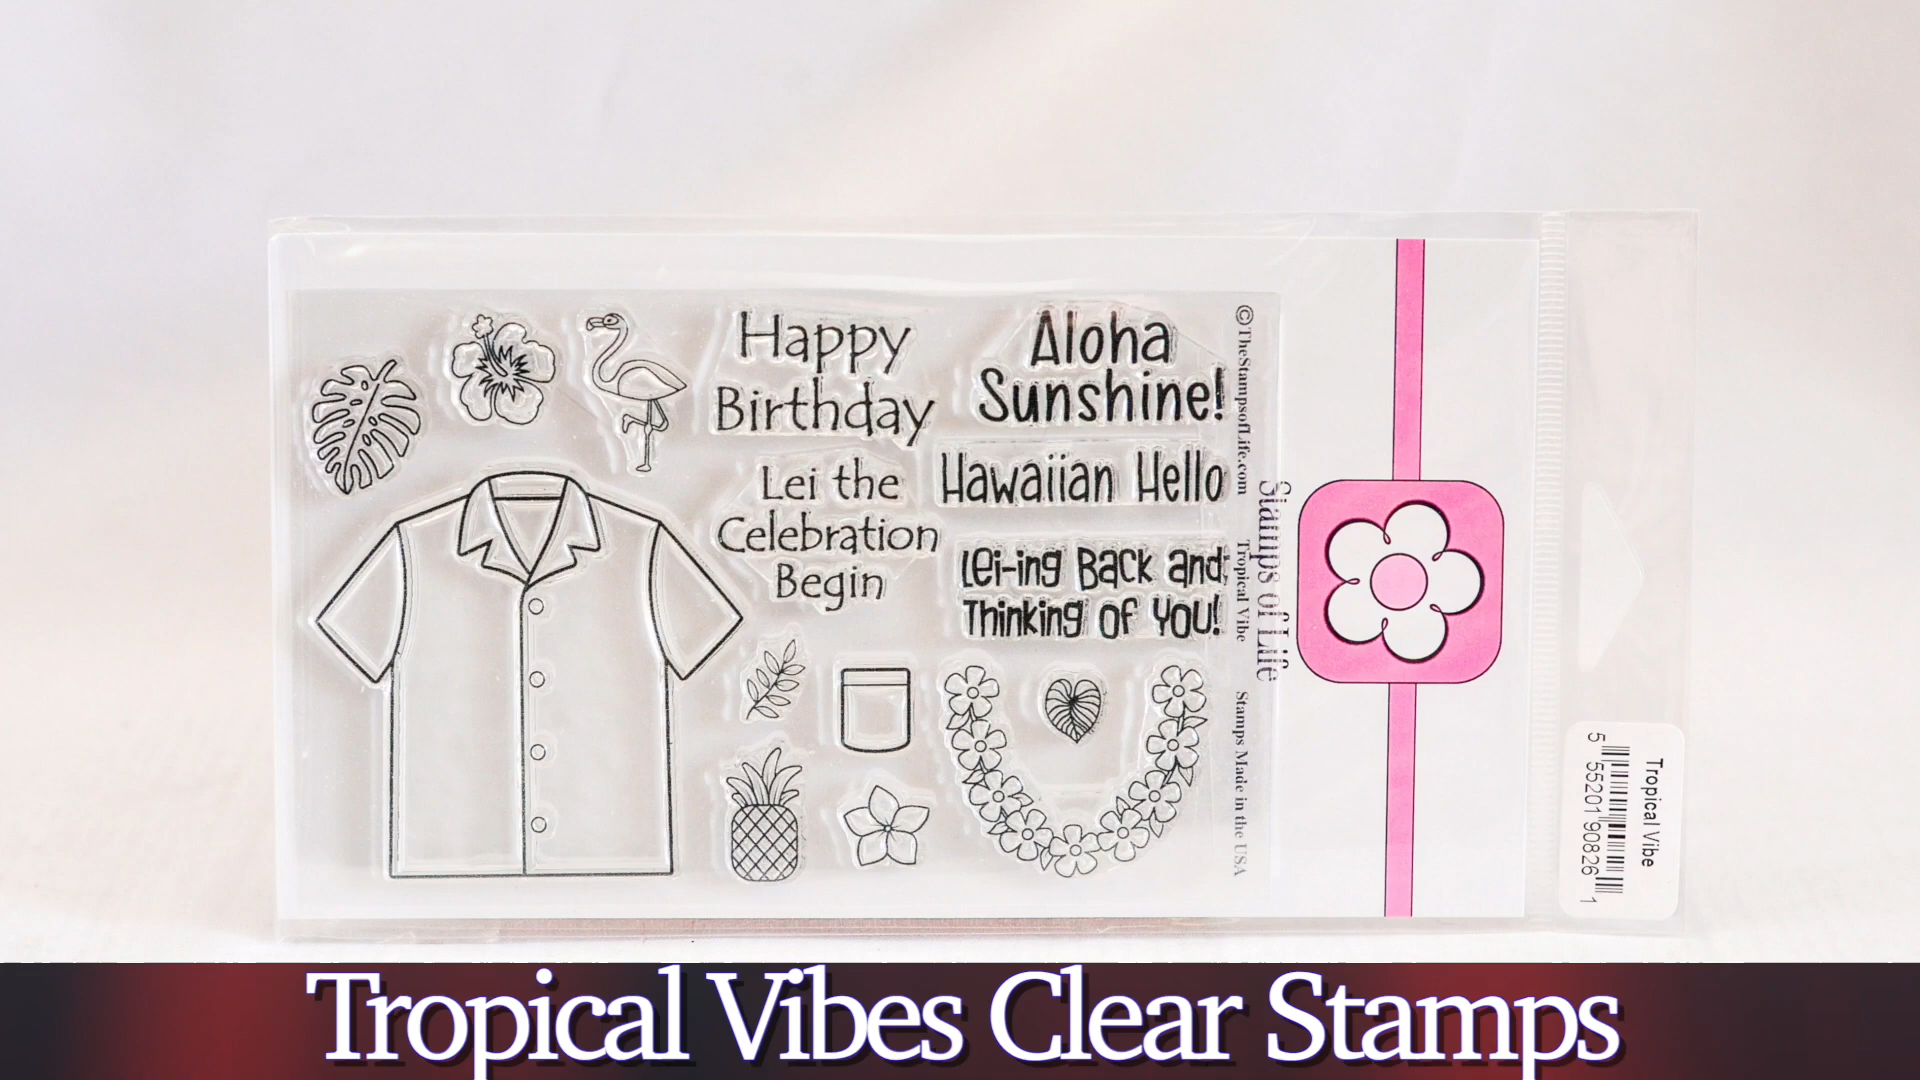 Happy
Birthday
Lei the
Celebration
Begin
Aloha
Sunshine!
Hawaiian Hello
Lei-ing Back and
Thinking of You!
©TheStampsofLife.com
Tropical Vibe
Stamps Made in the USA
Stamps of Life
Tropical Vibe
5 55201 90826 1
Tropical Vibes Clear Stamps